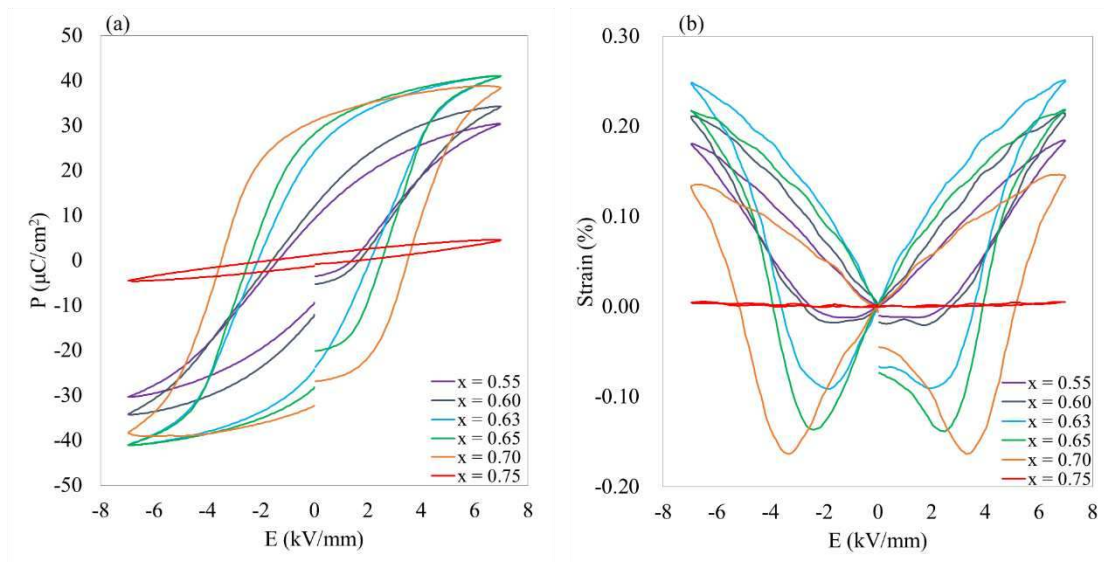 (a)
50
40
30
20
10
0
-10
-20
-30
-40
-50
P (μC/cm²)
-8 -6 -4 -2 0 2 4 6 8
E (kV/mm)
x = 0.55
x = 0.60
x = 0.63
x = 0.65
x = 0.70
x = 0.75
(b)
0.30
0.20
0.10
0.00
-0.10
-0.20
Strain (%)
-8 -6 -4 -2 0 2 4 6 8
E (kV/mm)
x = 0.55
x = 0.60
x = 0.63
x = 0.65
x = 0.70
x = 0.75